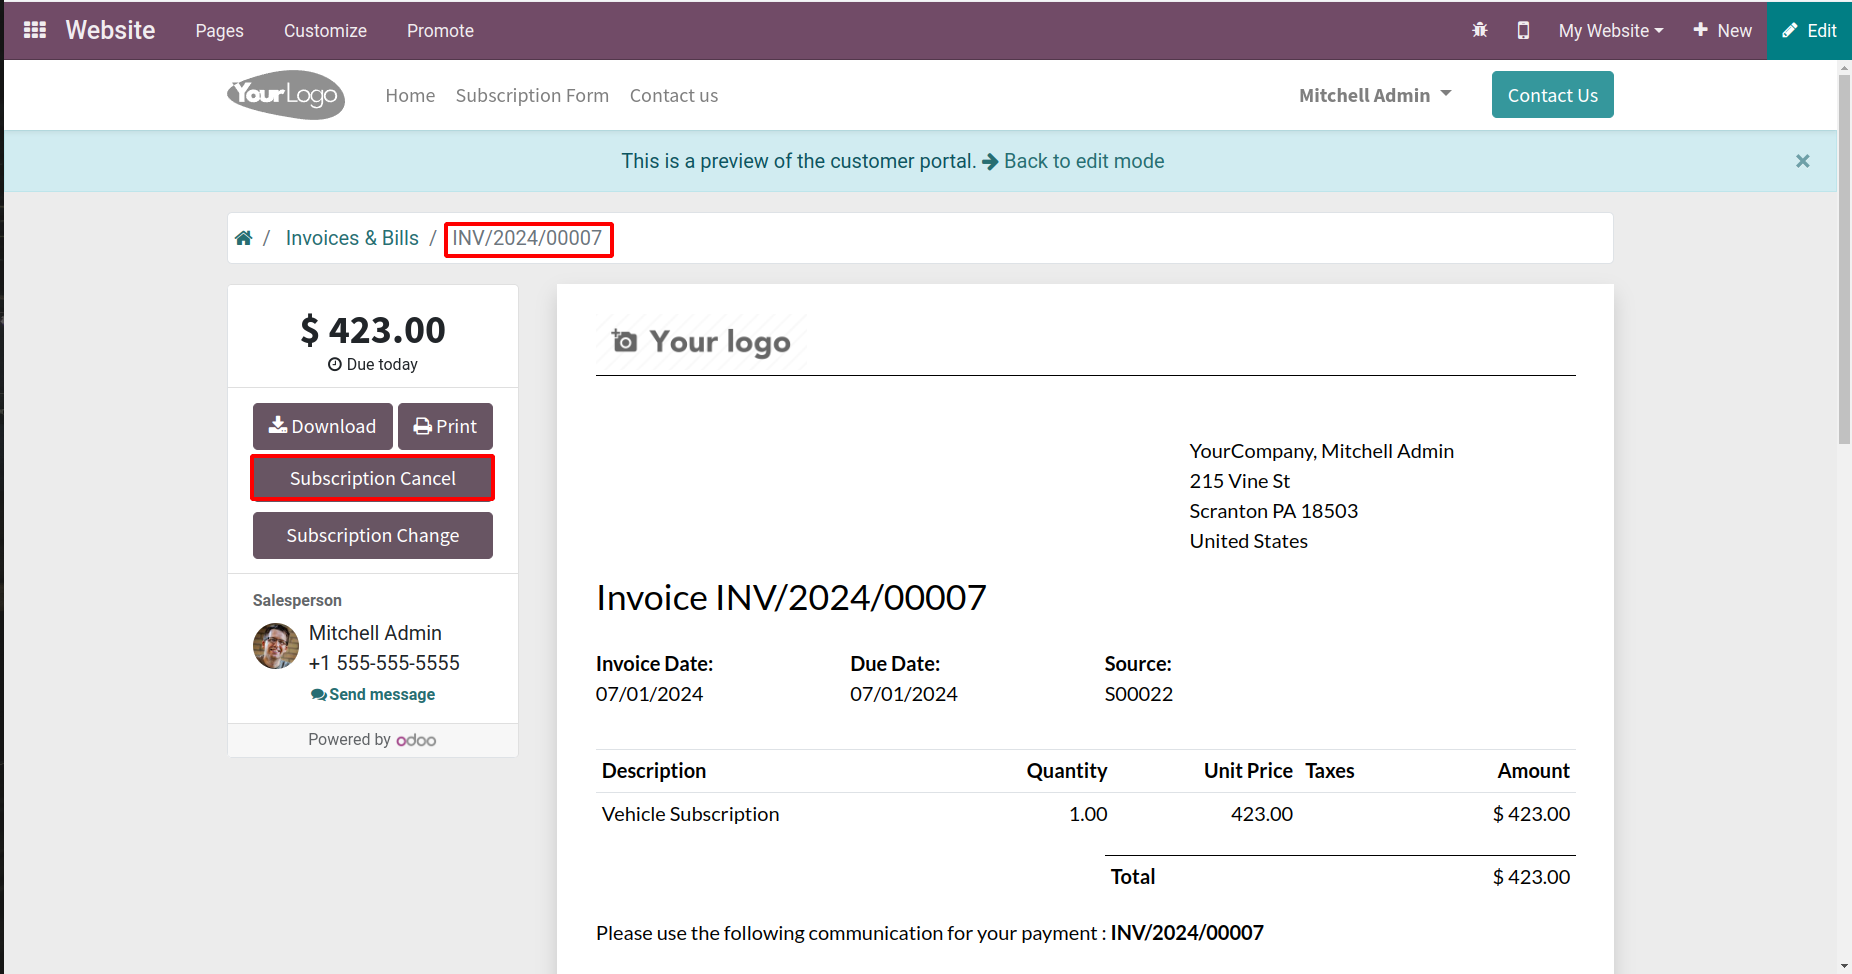 Website Pages Customize Promote My Website New Edit
YourLogo Home Subscription Form Contact us Mitchell Admin Contact Us
This is a preview of the customer portal. Back to edit mode ×
/ Invoices & Bills / INV/2024/00007
$ 423.00
Due today
Download Print
Subscription Cancel
Subscription Change
Salesperson
Mitchell Admin
+1 555-555-5555
Send message
Powered by odoo
Your logo
YourCompany, Mitchell Admin
215 Vine St
Scranton PA 18503
United States
Invoice INV/2024/00007
Invoice Date: Due Date: Source:
07/01/2024 07/01/2024 S00022
Description Quantity Unit Price Taxes Amount
Vehicle Subscription 1.00 423.00 $ 423.00
Total $ 423.00
Please use the following communication for your payment : INV/2024/00007